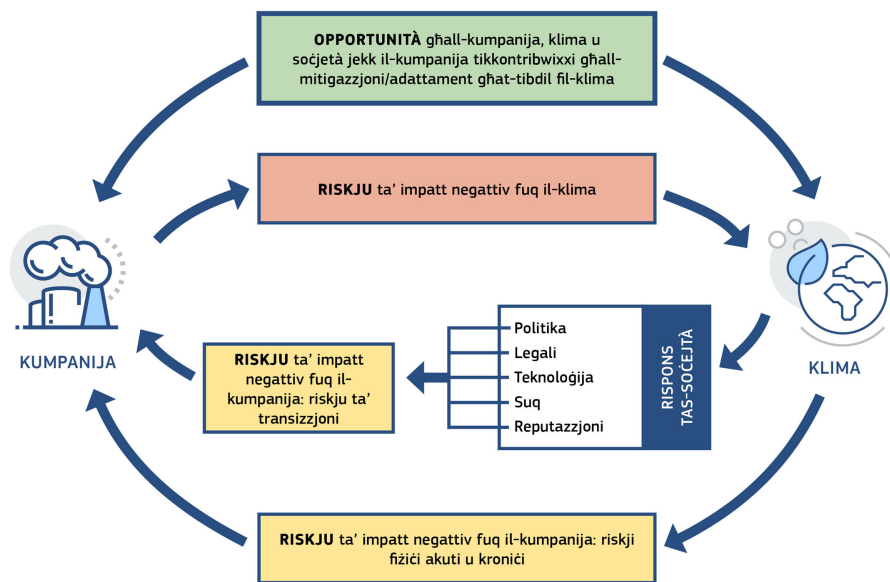 OPPORTUNITÀ għall-kumpanija, klima u
soċjetà jekk il-kumpanija tikkontribwixxi għall-
mitigazzjoni/adattament għat-tibdil fil-klima
RISKJU ta’ impatt negattiv fuq il-klima
KUMPANIJA
KLIMA
RISKJU ta’ impatt
negattiv fuq il-
kumpanija: riskju ta’
transizzjoni
Politika
Legali
Teknoloġija
Suq
Reputazzjoni
RISPONS
TAS-SOĊEJTÀ
RISKJU ta’ impatt negattiv fuq il-kumpanija: riskji
fiżiċi akuti u kroniċi